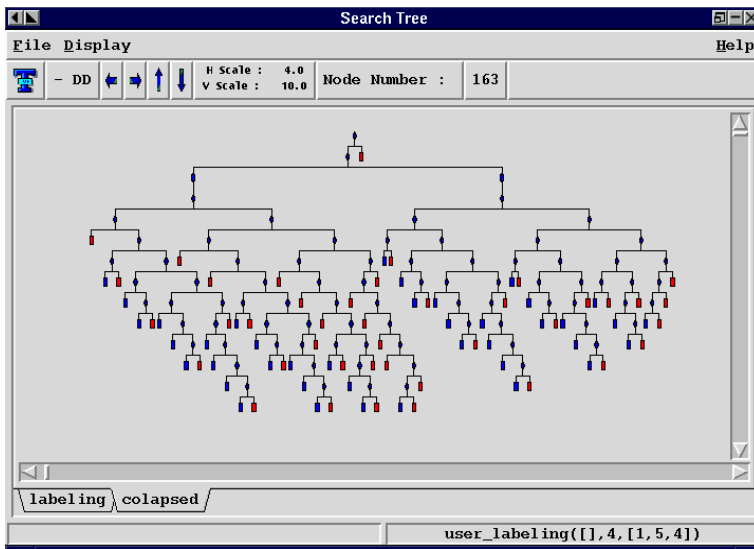 Search Tree
File Display Help
- DD H Scale : 4.0 Node Number : 163
V Scale : 10.0
labeling colapsed
user_labeling([],4,[1,5,4])